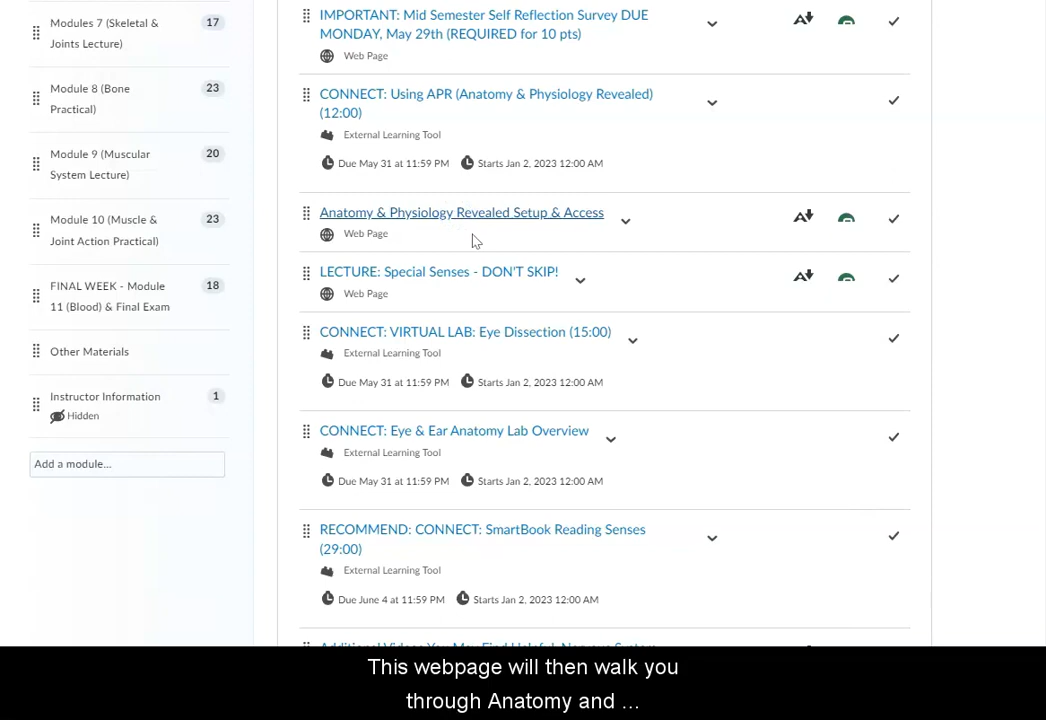 Modules 7 (Skeletal &
Joints Lecture)
17
Module 8 (Bone
Practical)
23
Module 9 (Muscular
System Lecture)
20
Module 10 (Muscle &
Joint Action Practical)
23
FINAL WEEK - Module
11 (Blood) & Final Exam
18
Other Materials
Instructor Information
1
Hidden
Add a module...
IMPORTANT: Mid Semester Self Reflection Survey DUE
MONDAY, May 29th (REQUIRED for 10 pts)
Web Page
CONNECT: Using APR (Anatomy & Physiology Revealed)
(12:00)
External Learning Tool
Due May 31 at 11:59 PM Starts Jan 2, 2023 12:00 AM
Anatomy & Physiology Revealed Setup & Access
Web Page
LECTURE: Special Senses - DON'T SKIP!
Web Page
CONNECT: VIRTUAL LAB: Eye Dissection (15:00)
External Learning Tool
Due May 31 at 11:59 PM Starts Jan 2, 2023 12:00 AM
CONNECT: Eye & Ear Anatomy Lab Overview
External Learning Tool
Due May 31 at 11:59 PM Starts Jan 2, 2023 12:00 AM
RECOMMEND: CONNECT: SmartBook Reading Senses
(29:00)
External Learning Tool
Due June 4 at 11:59 PM Starts Jan 2, 2023 12:00 AM
Additional Videos You May Find Helpful: Nervous System
This webpage will then walk you
through Anatomy and ...